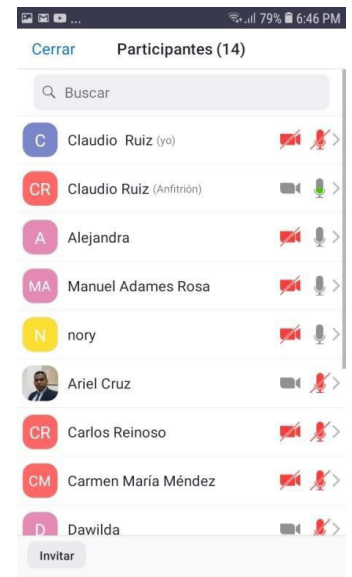 ... 79% 6:46 PM
Cerrar Participantes (14)
Buscar
C Claudio Ruiz (yo)
CR Claudio Ruiz (Anfitrión)
A Alejandra
MA Manuel Adames Rosa
N nory
Ariel Cruz
CR Carlos Reinoso
CM Carmen María Méndez
D Dawilda
Invitar